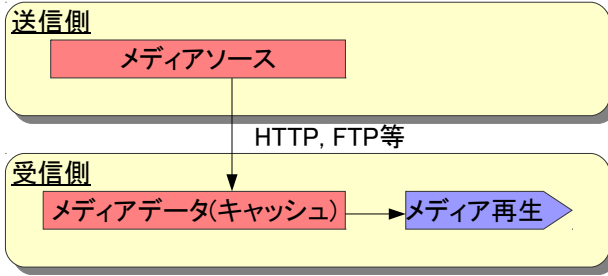 送信側
メディアソース
HTTP, FTP等
受信側
メディアデータ(キャッシュ)
メディア再生